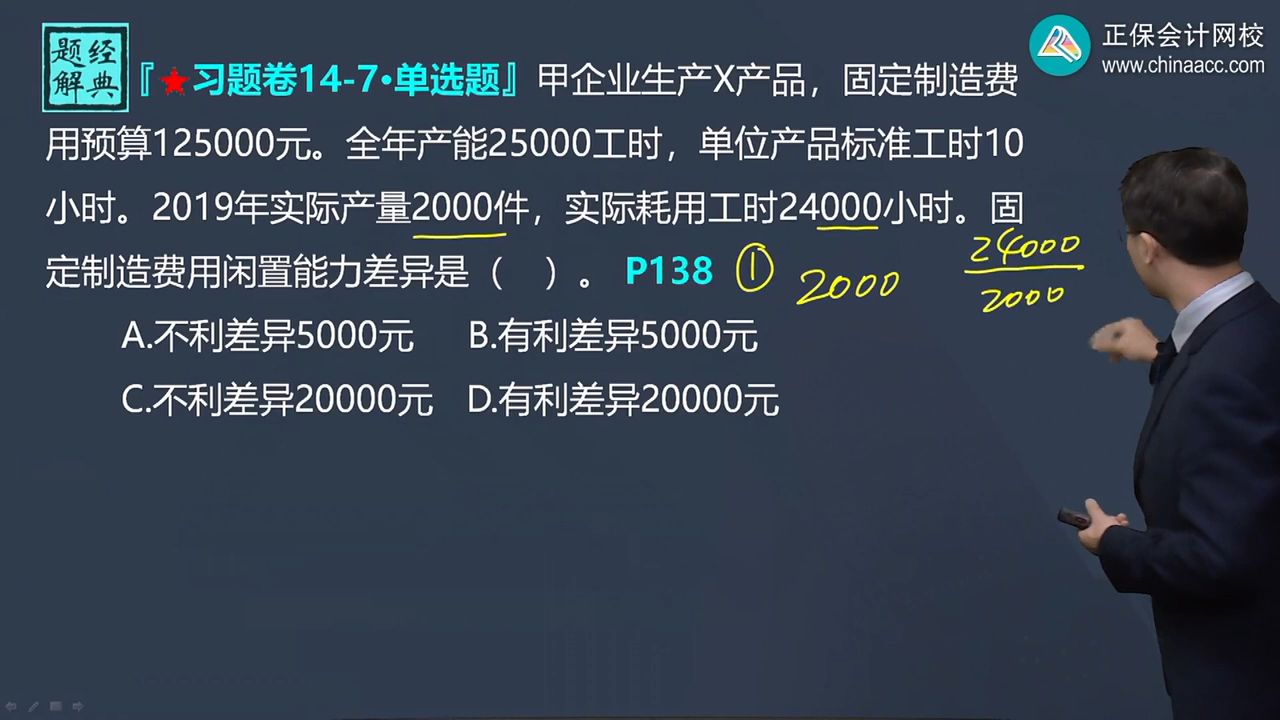 正保会计网校
www.chinaacc.com
经典题解
『★习题卷14-7·单选题』甲企业生产X产品，固定制造费
用预算125000元。全年产能25000工时，单位产品标准工时10
小时。2019年实际产量2000件，实际耗用工时24000小时。固
定制造费用闲置能力差异是（　）。 P138 ① 2000
24000
2000
A.不利差异5000元 B.有利差异5000元
C.不利差异20000元 D.有利差异20000元